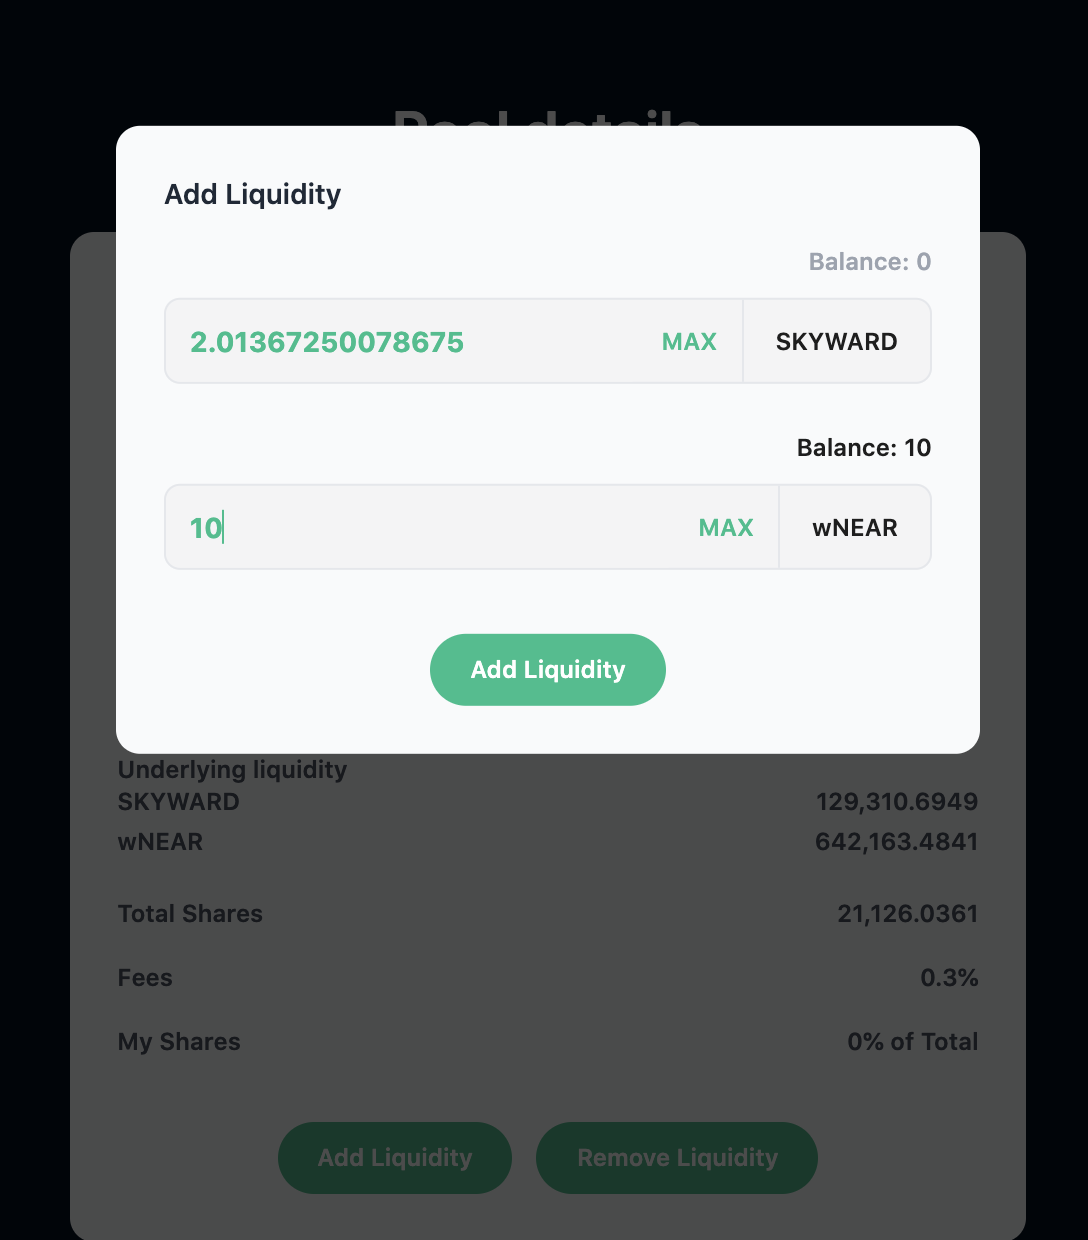 Pool details
Add Liquidity
Balance: 0
2.01367250078675 MAX SKYWARD
Balance: 10
10 MAX wNEAR
Add Liquidity
Underlying liquidity
SKYWARD 129,310.6949
wNEAR 642,163.4841
Total Shares 21,126.0361
Fees 0.3%
My Shares 0% of Total
Add Liquidity Remove Liquidity